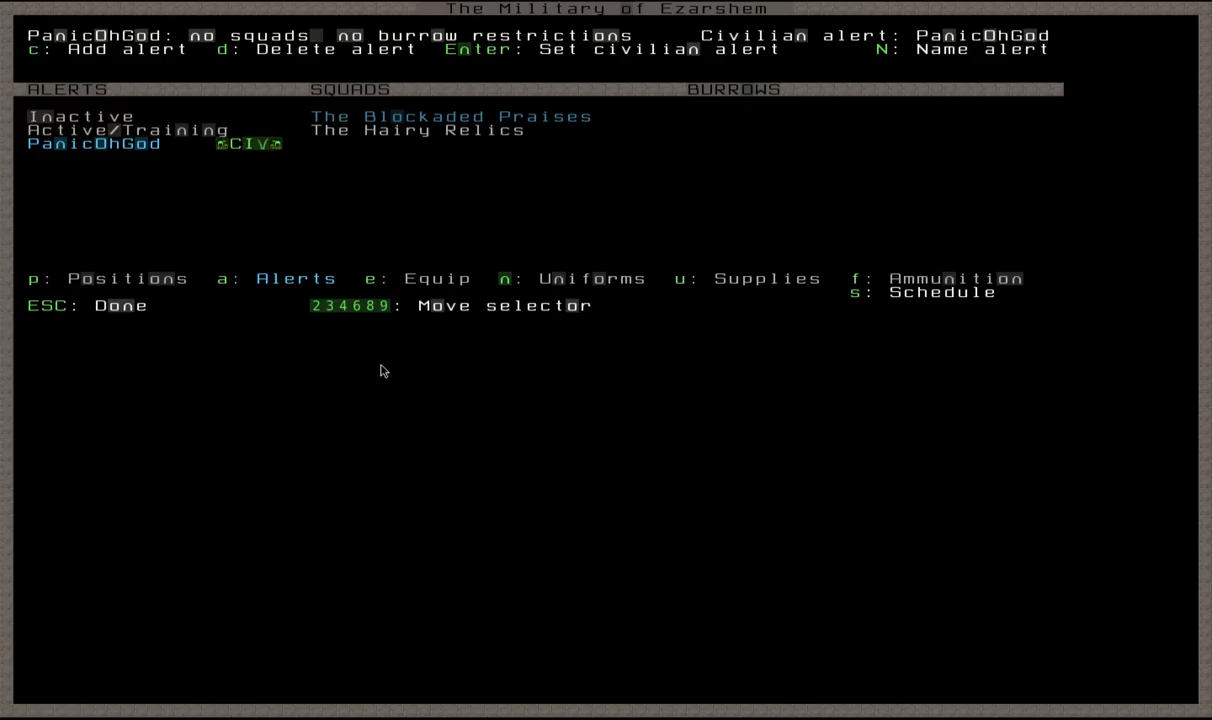 The Military of Ezarshem
PanicOhGod: no squads no burrow restrictions Civilian alert: PanicOhGod
c: Add alert d: Delete alert Enter: Set civilian alert N: Name alert
ALERTS SQUADS BURROWS
Inactive The Blockaded Praises
Active/Training The Hairy Relics
PanicOhGod CIV
p: Positions a: Alerts e: Equip n: Uniforms u: Supplies f: Ammunition
s: Schedule
ESC: Done 234689: Move selector